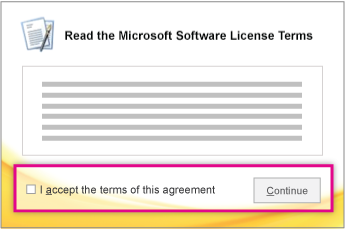 Read the Microsoft Software License Terms
I accept the terms of this agreement
Continue